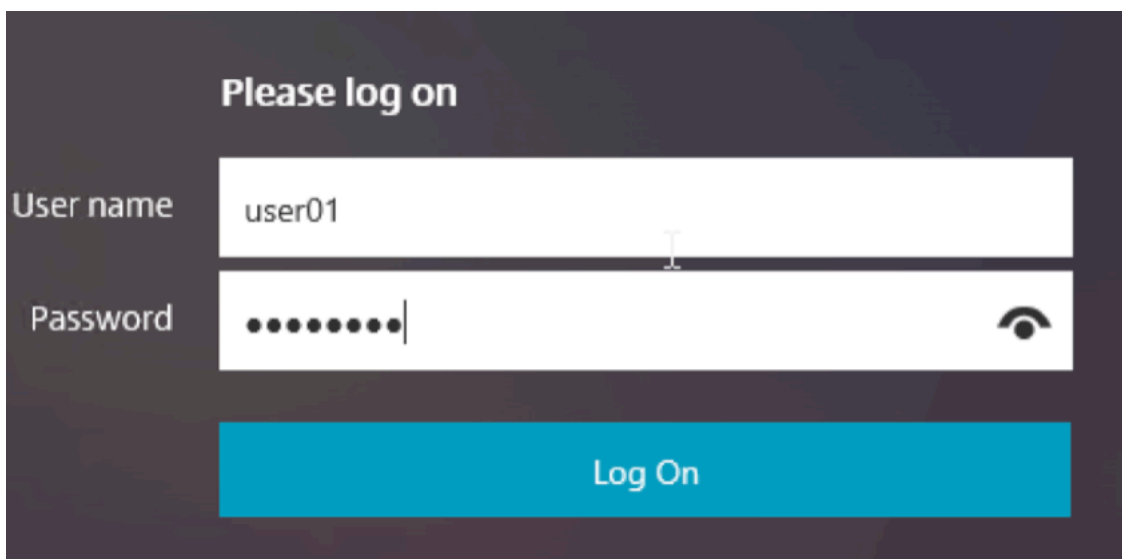 Please log on
User name
user01
Password
••••••••
Log On